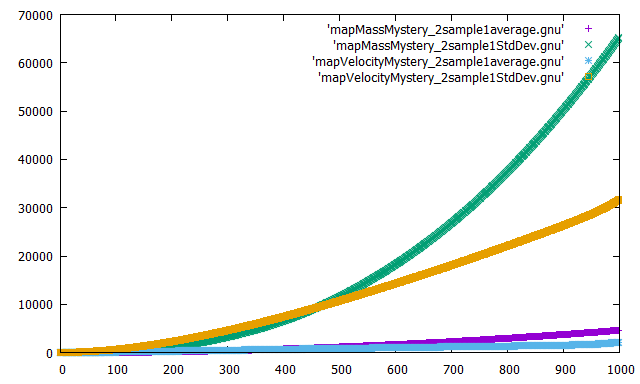 70000
60000
50000
40000
30000
20000
10000
0
'mapMassMystery_2sample1average.gnu'
'mapMassMystery_2sample1StdDev.gnu'
'mapVelocityMystery_2sample1average.gnu'
'mapVelocityMystery_2sample1StdDev.gnu'
0 100 200 300 400 500 600 700 800 900 1000